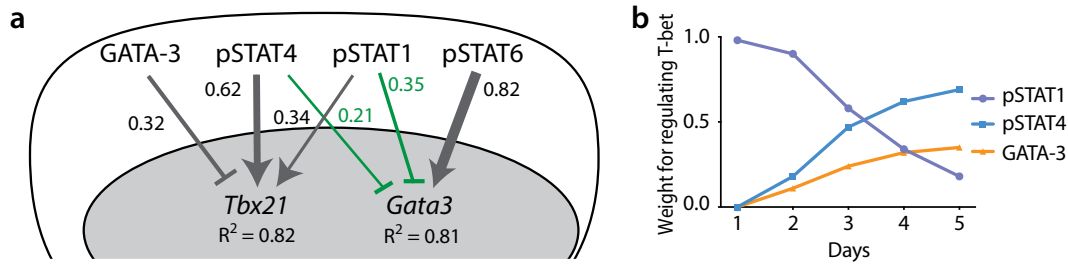 a
GATA-3 pSTAT4 pSTAT1 pSTAT6
0.32 0.62 0.34 0.21 0.35 0.82
Tbx21 Gata3
R² = 0.82 R² = 0.81
b
Weight for regulating T-bet
1.0
0.5
0.0
1 2 3 4 5
Days
pSTAT1
pSTAT4
GATA-3